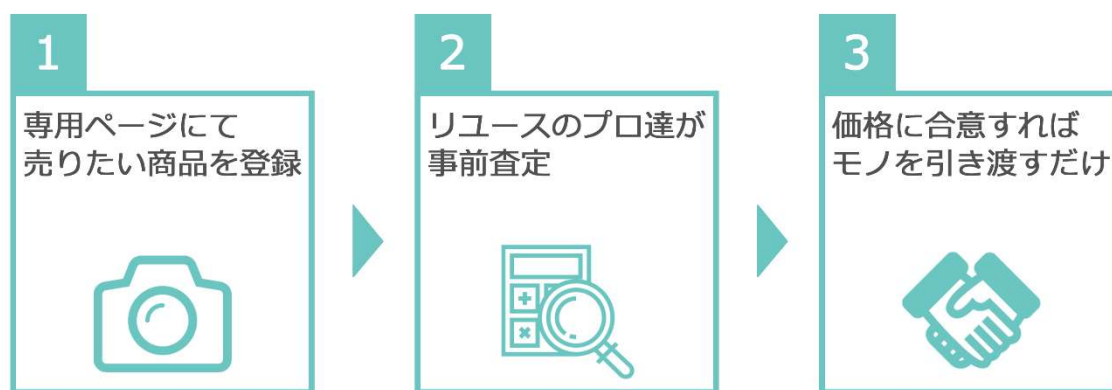 1
専用ページにて
売りたい商品を登録
2
リユースのプロ達が
事前査定
3
価格に合意すれば
モノを引き渡すだけ